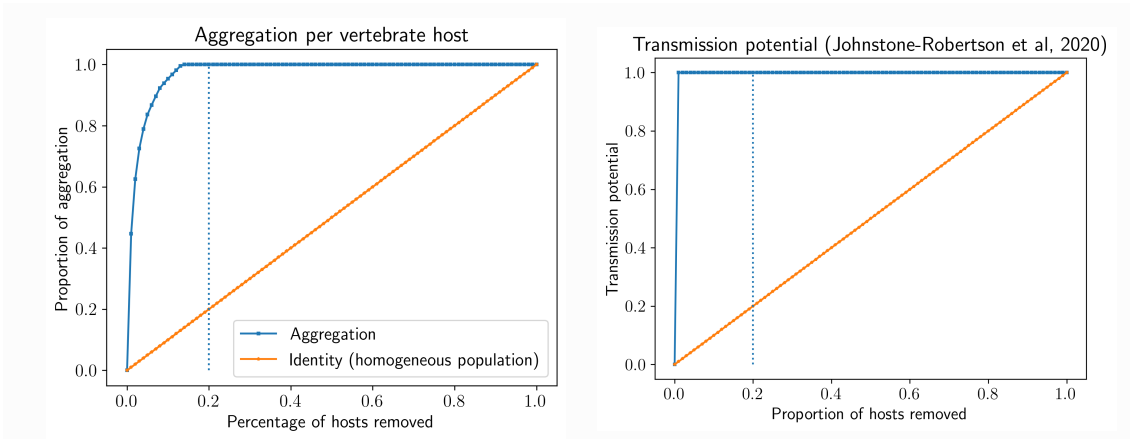 Aggregation per vertebrate host
1.0
0.8
0.6
0.4
0.2
0.0
Proportion of aggregation
Aggregation
Identity (homogeneous population)
0.0 0.2 0.4 0.6 0.8 1.0
Percentage of hosts removed
Transmission potential (Johnstone-Robertson et al, 2020)
1.0
0.8
0.6
0.4
0.2
0.0
Transmission potential
0.0 0.2 0.4 0.6 0.8 1.0
Proportion of hosts removed